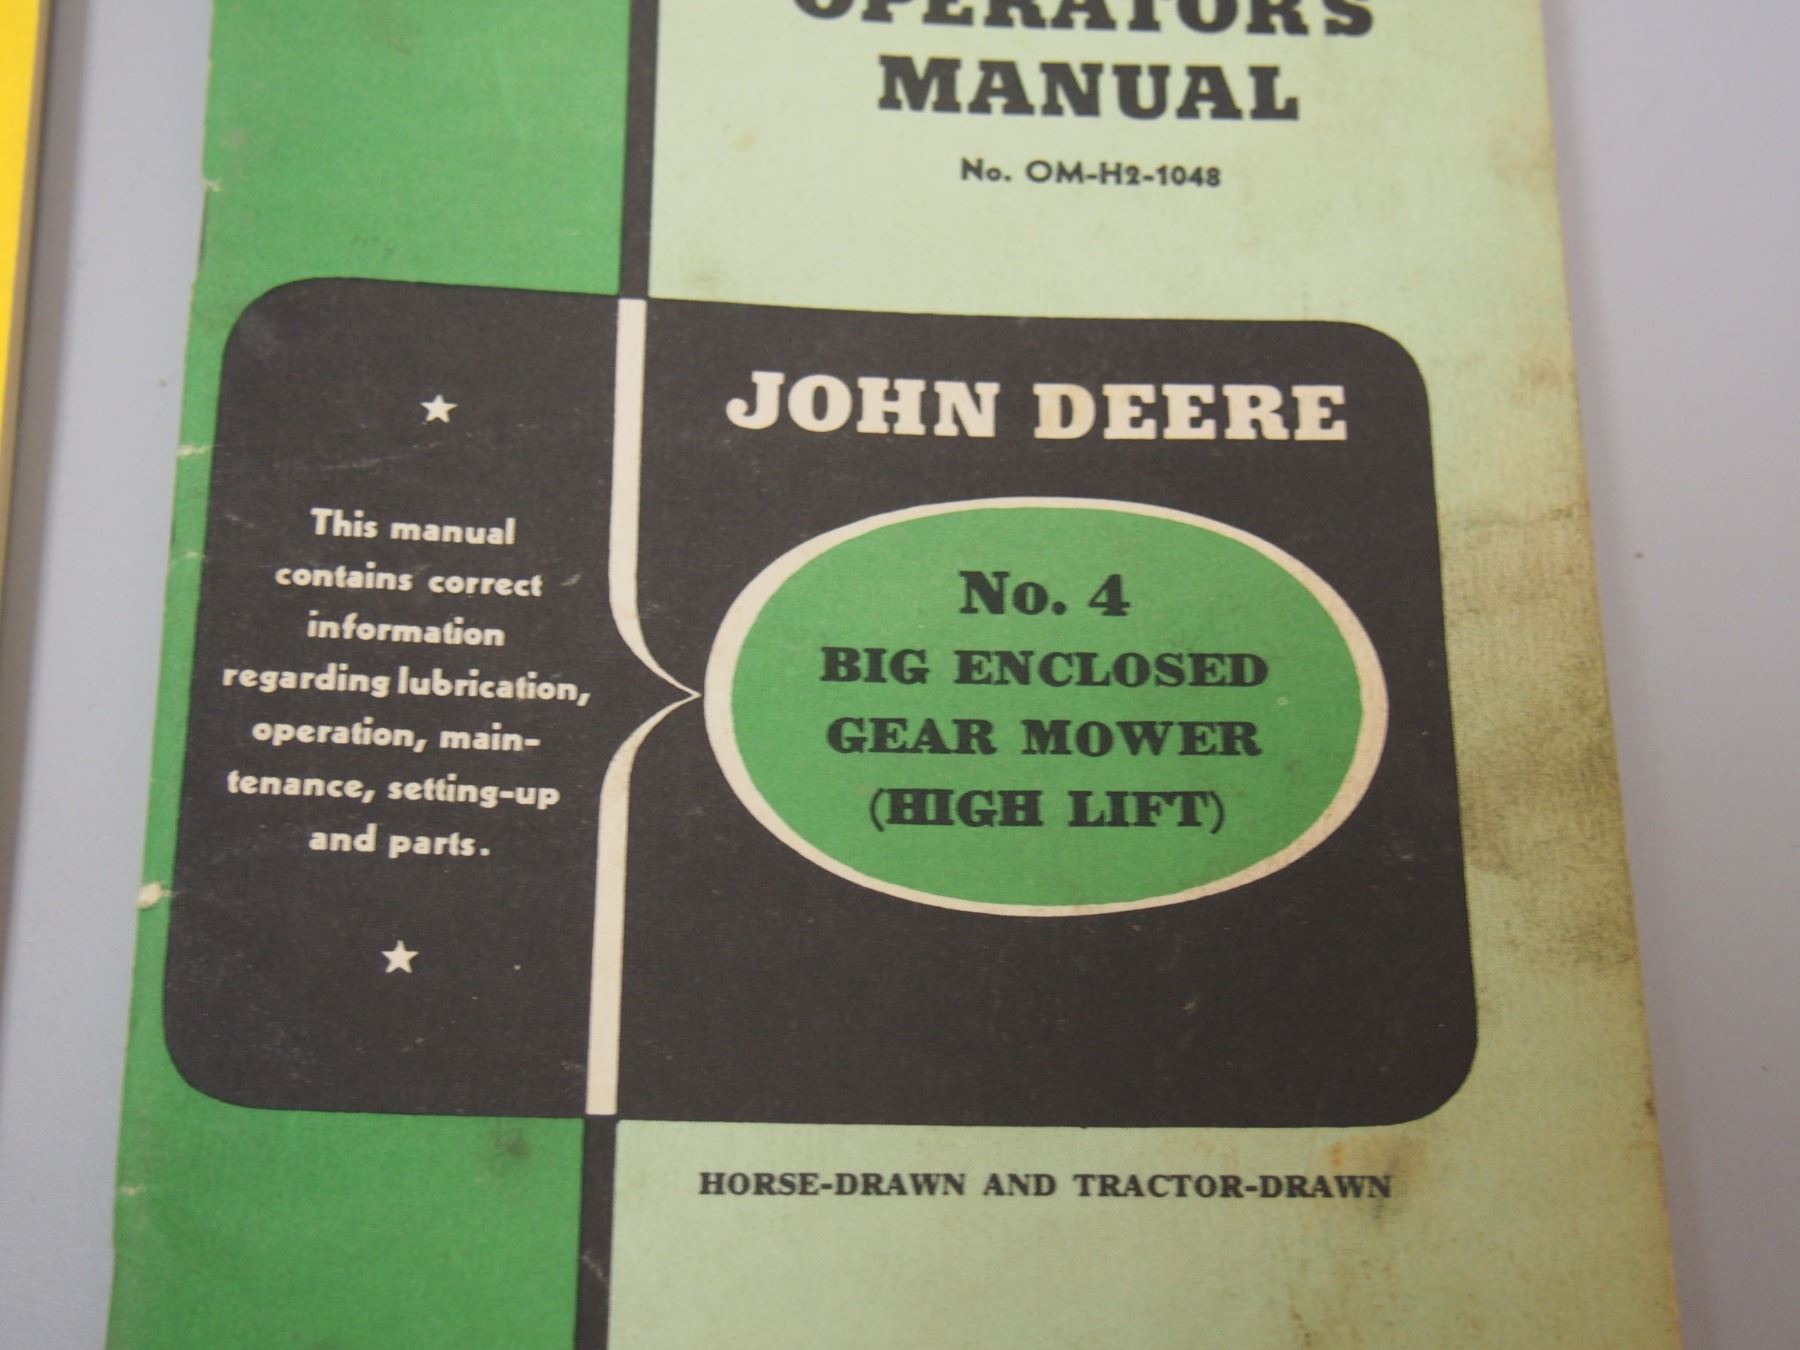 OPERATOR'S
MANUAL
No. OM-H2-1048
JOHN DEERE
No. 4
BIG ENCLOSED
GEAR MOWER
(HIGH LIFT)
This manual
contains correct
information
regarding lubrication,
operation, main-
tenance, setting-up
and parts.
HORSE-DRAWN AND TRACTOR-DRAWN